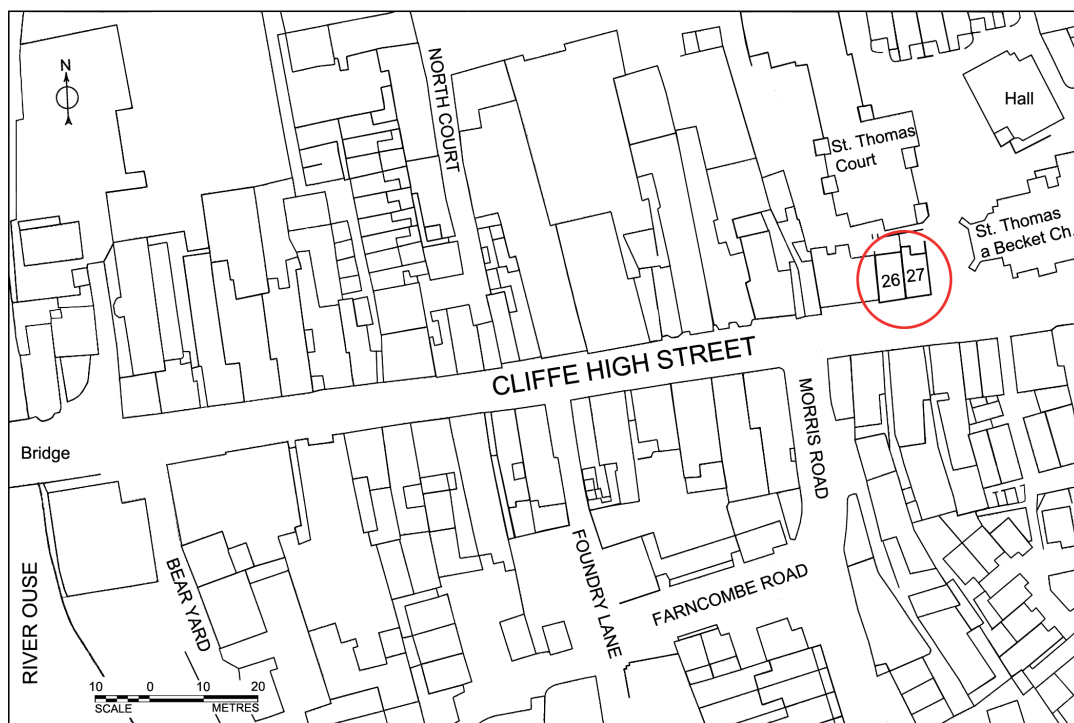 N
NORTH COURT
Hall
St. Thomas
Court
St. Thomas
a Becket Ch.
26 27
CLIFFE HIGH STREET
MORRIS ROAD
Bridge
RIVER OUSE
BEAR YARD
FOUNDRY LANE
FARNCOMBE ROAD
10 0 10 20
SCALE METRES